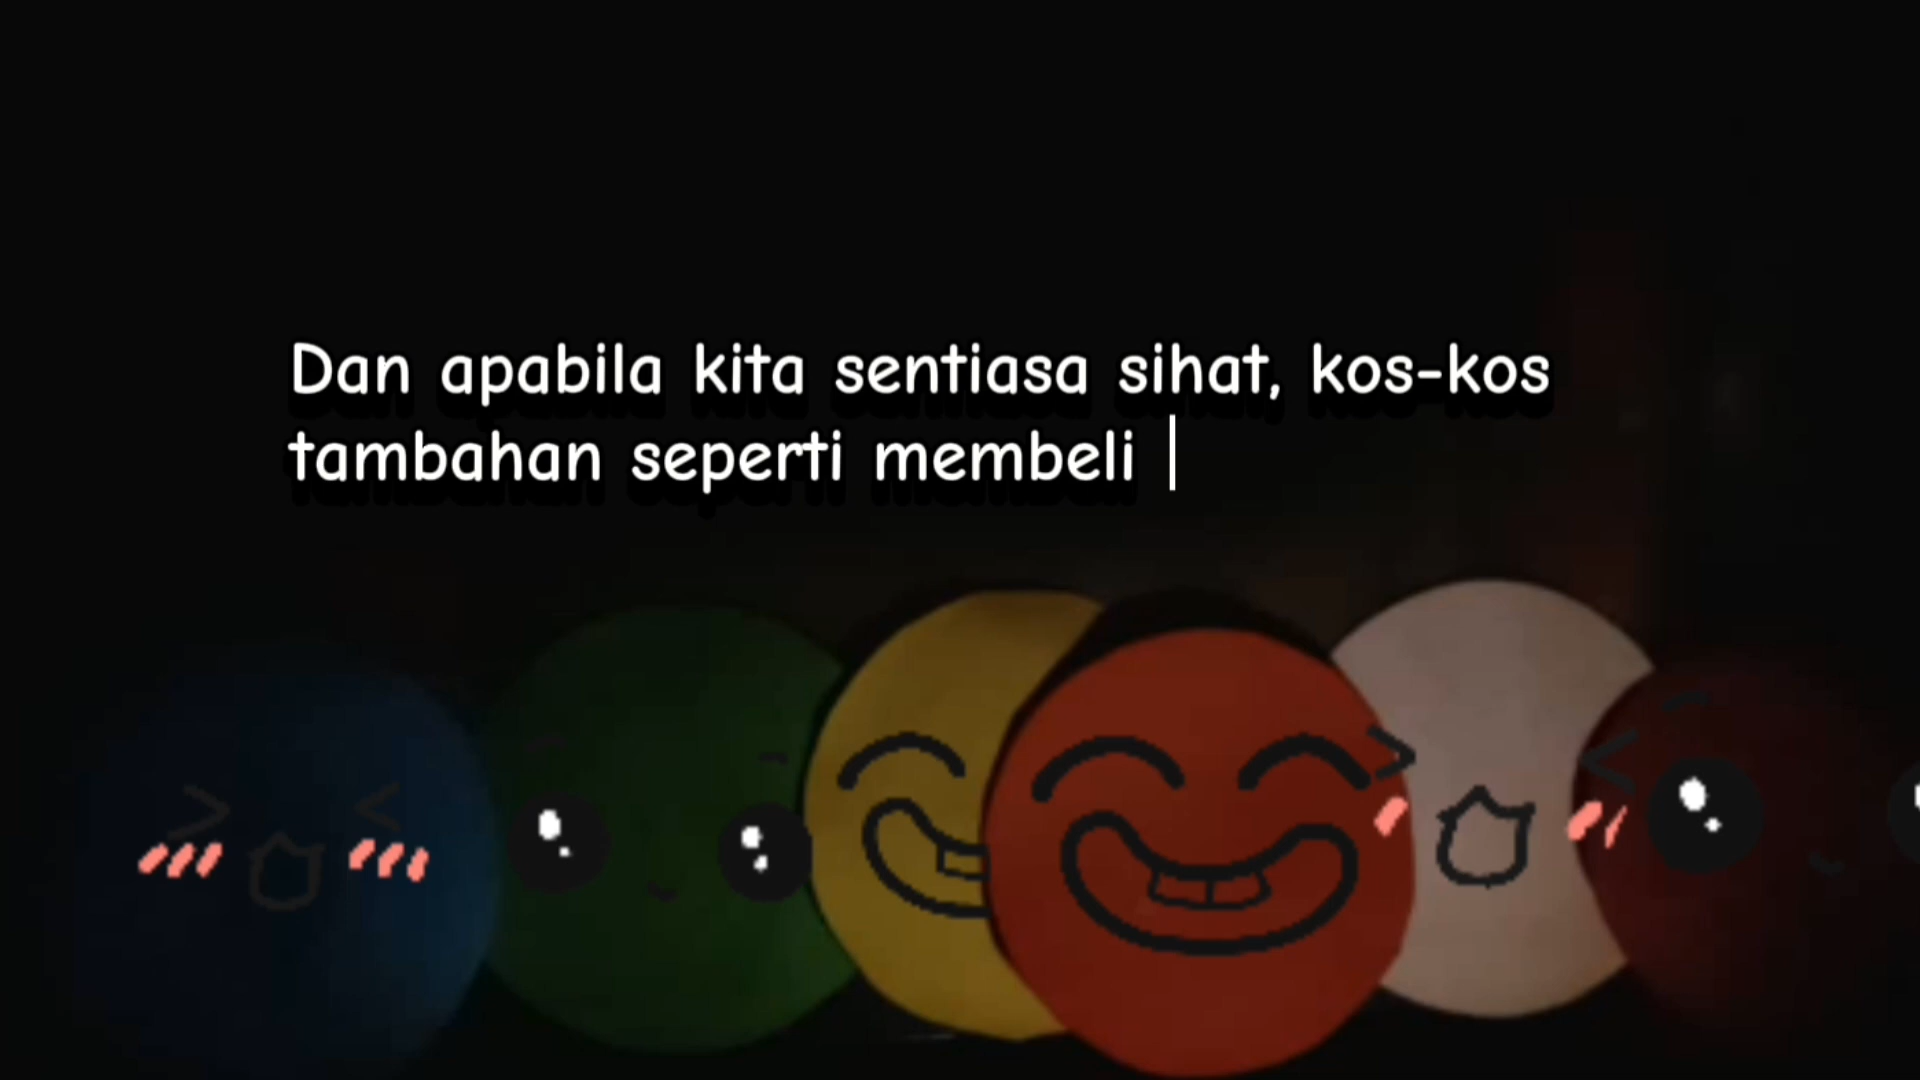 Dan apabila kita sentiasa sihat, kos-kos
tambahan seperti membeli